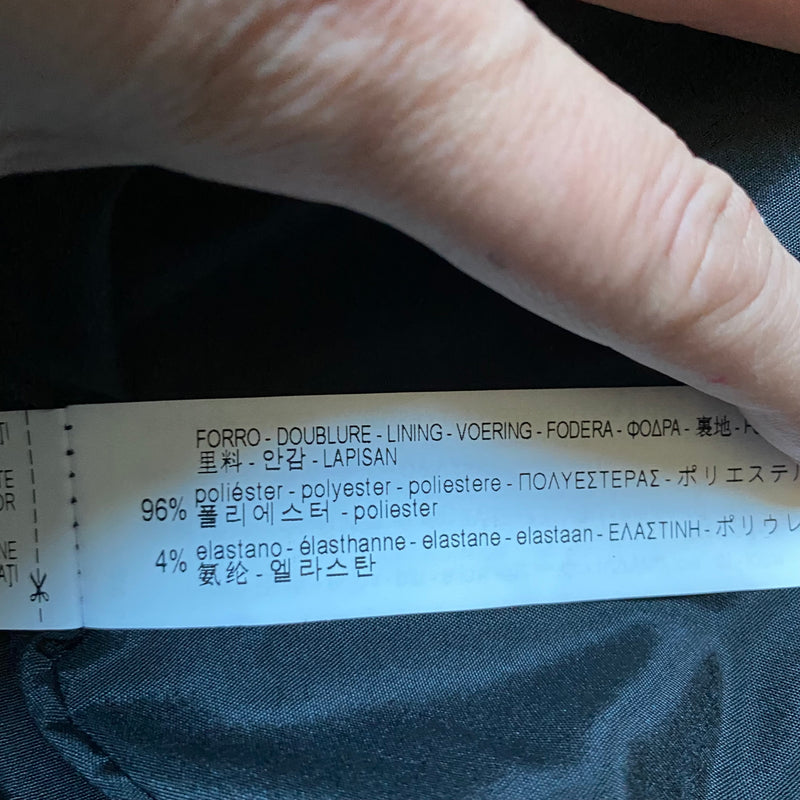 FORRO - DOUBLURE - LINING - VOERING - FODERA - ΦΟΔΡΑ - 裏地 -
里料 - 안감 - LAPISAN
poliéster - polyester - poliestere - ΠΟΛΥΕΣΤΕΡΑΣ - ポリエステル
96% 폴리에스터 - poliester
4% elastano - élasthanne - elastane - elastaan - ΕΛΑΣΤΙΝΗ - ポリウレ
氨纶 - 엘라스탄